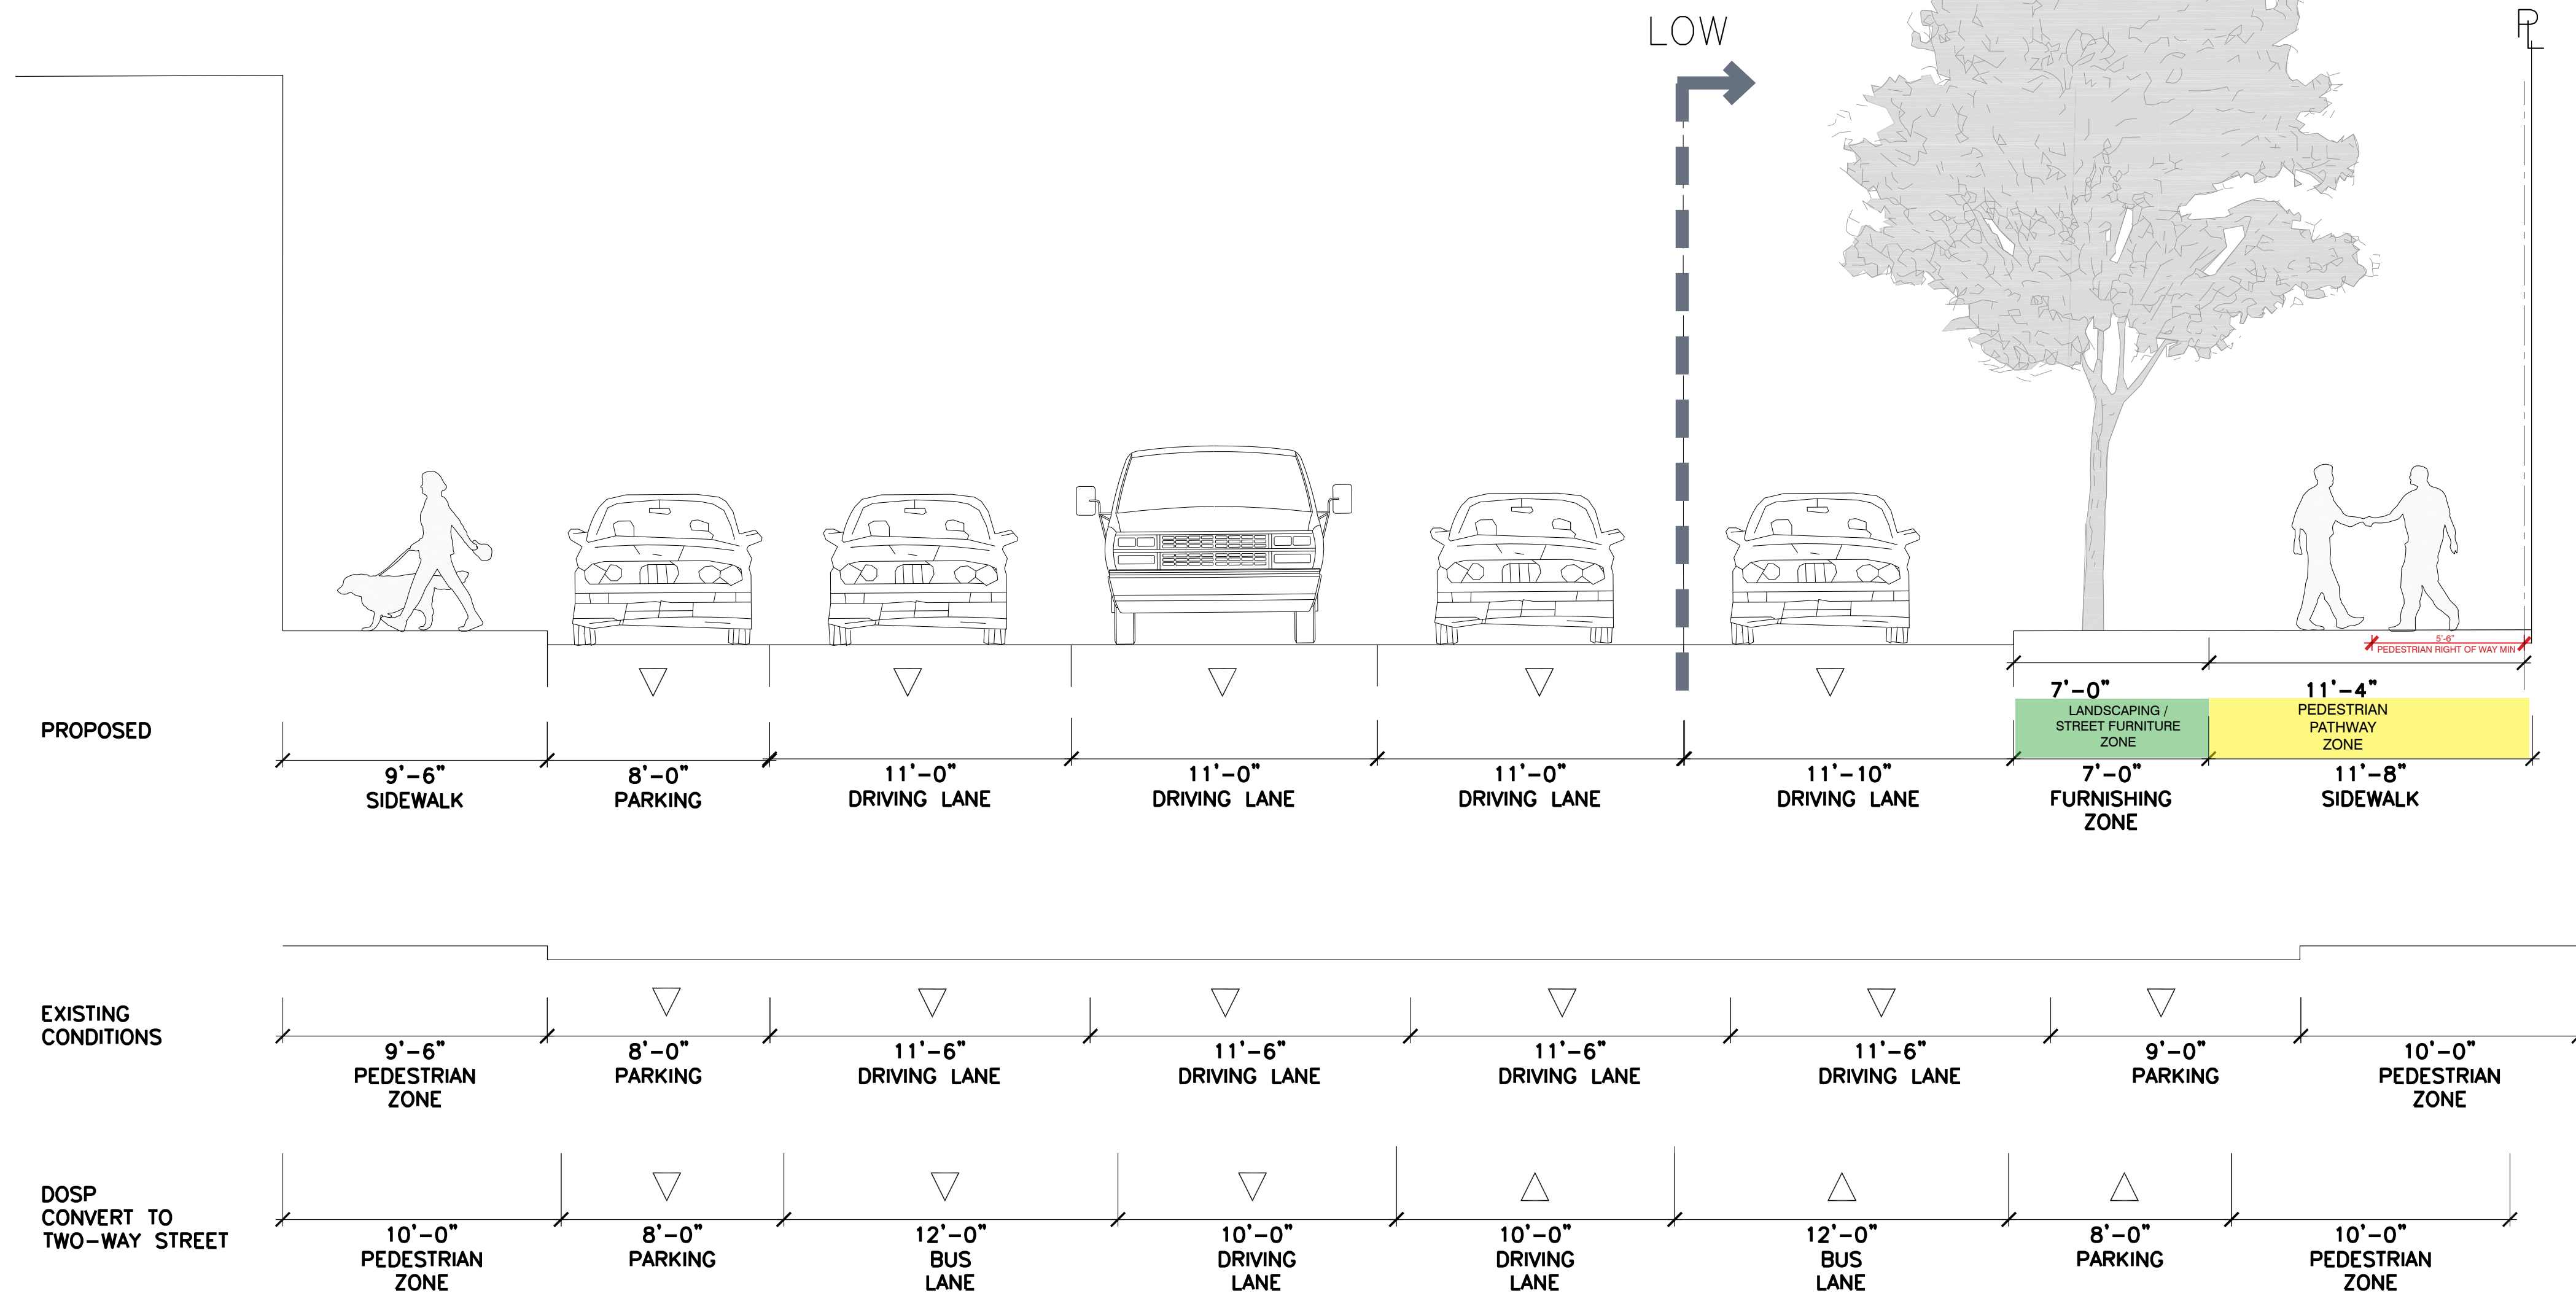 LOW
PL
5'-6"
PEDESTRIAN RIGHT OF WAY MIN
7'-0"
11'-4"
LANDSCAPING /
STREET FURNITURE
ZONE
PEDESTRIAN
PATHWAY
ZONE
PROPOSED
9'-6"
SIDEWALK
8'-0"
PARKING
11'-0"
DRIVING LANE
11'-0"
DRIVING LANE
11'-0"
DRIVING LANE
11'-10"
DRIVING LANE
7'-0"
FURNISHING
ZONE
11'-8"
SIDEWALK
EXISTING
CONDITIONS
9'-6"
PEDESTRIAN
ZONE
8'-0"
PARKING
11'-6"
DRIVING LANE
11'-6"
DRIVING LANE
11'-6"
DRIVING LANE
11'-6"
DRIVING LANE
9'-0"
PARKING
10'-0"
PEDESTRIAN
ZONE
DOSP
CONVERT TO
TWO-WAY STREET
10'-0"
PEDESTRIAN
ZONE
8'-0"
PARKING
12'-0"
BUS
LANE
10'-0"
DRIVING
LANE
10'-0"
DRIVING
LANE
12'-0"
BUS
LANE
8'-0"
PARKING
10'-0"
PEDESTRIAN
ZONE